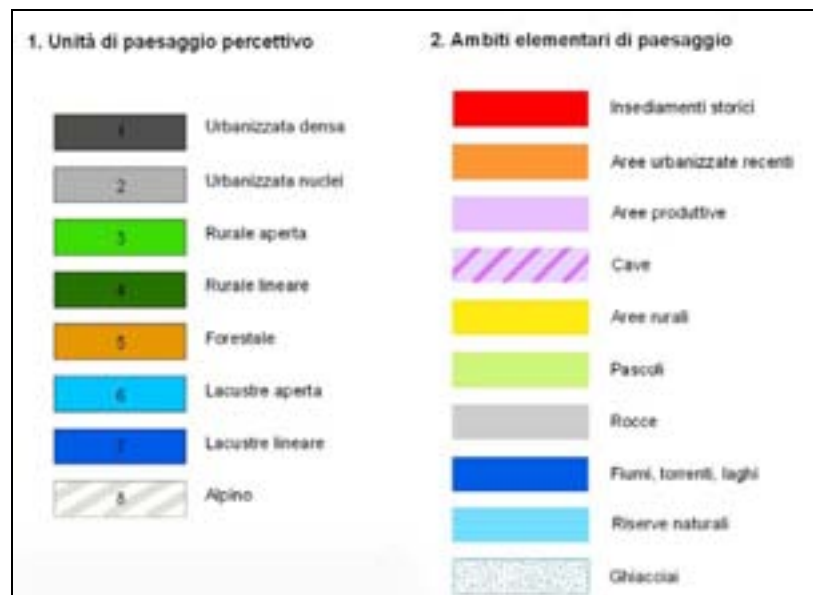 1. Unità di paesaggio percettivo
1 Urbanizzata densa
2 Urbanizzata nuclei
3 Rurale aperta
4 Rurale lineare
5 Forestale
6 Lacustre aperta
7 Lacustre lineare
8 Alpino
2. Ambiti elementari di paesaggio
Insediamenti storici
Aree urbanizzate recenti
Aree produttive
Cave
Aree rurali
Pascoli
Rocce
Fiumi, torrenti, laghi
Riserve naturali
Ghiacciai